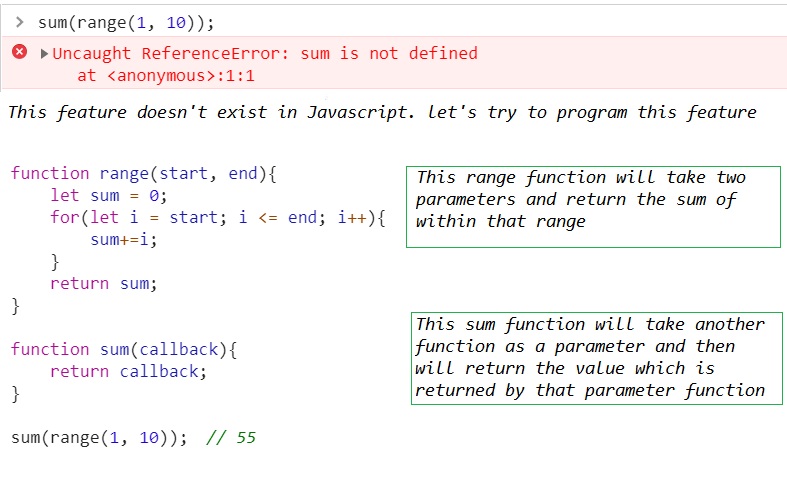 > sum(range(1, 10));
Uncaught ReferenceError: sum is not defined
at <anonymous>:1:1
This feature doesn't exist in Javascript. let's try to program this feature
function range(start, end){
let sum = 0;
for(let i = start; i <= end; i++){
sum+=i;
}
return sum;
}
This range function will take two
parameters and return the sum of
within that range
function sum(callback){
return callback;
}
This sum function will take another
function as a parameter and then
will return the value which is
returned by that parameter function
sum(range(1, 10)); // 55